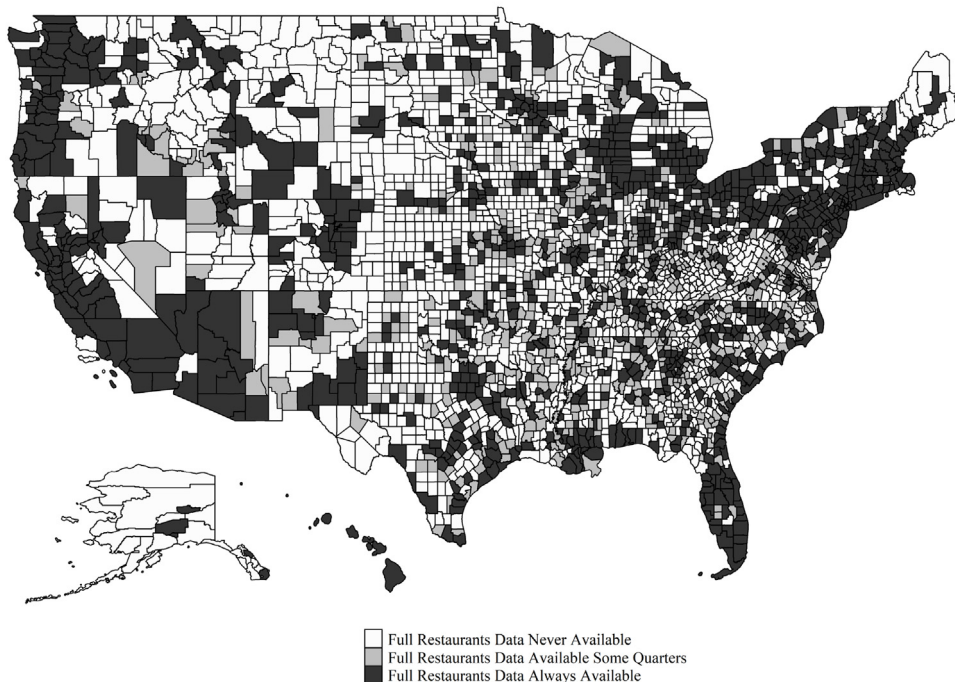 Full Restaurants Data Never Available
Full Restaurants Data Available Some Quarters
Full Restaurants Data Always Available